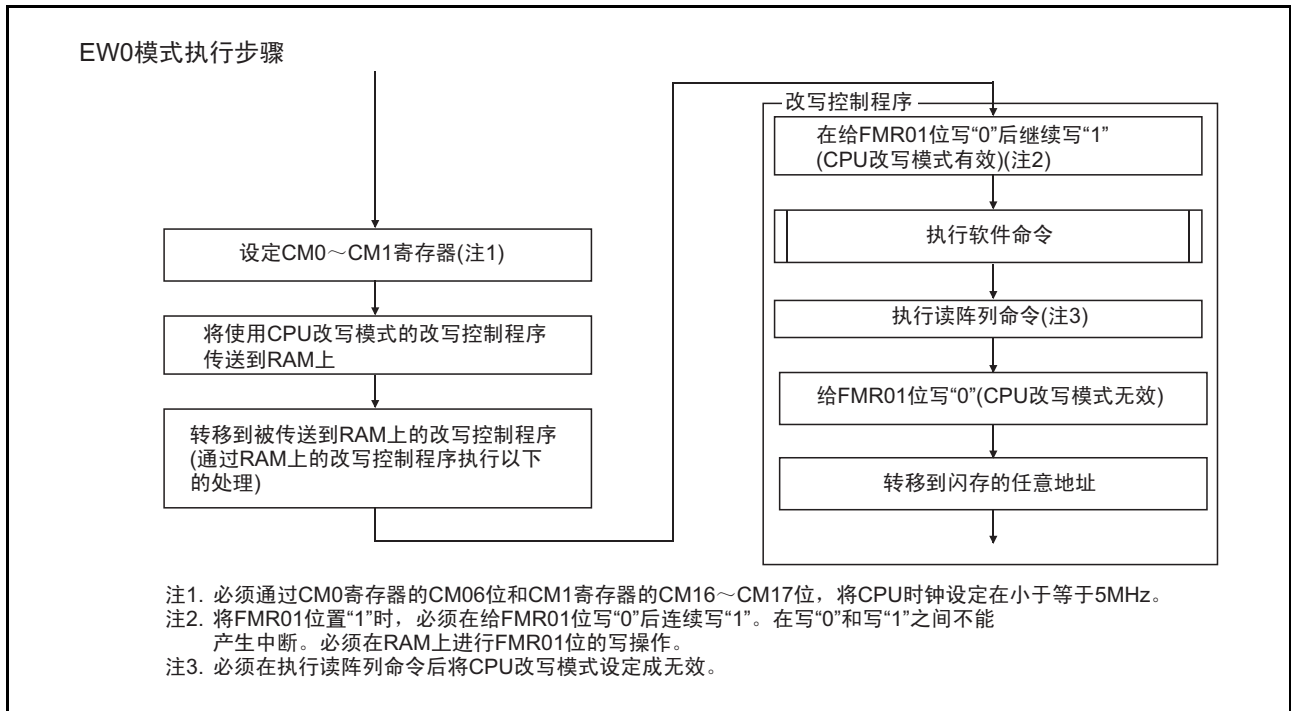 EW0模式执行步骤
设定CM0～CM1寄存器(注1)
将使用CPU改写模式的改写控制程序
传送到RAM上
转移到被传送到RAM上的改写控制程序
(通过RAM上的改写控制程序执行以下
的处理)
改写控制程序
在给FMR01位写“0”后继续写“1”
(CPU改写模式有效)(注2)
执行软件命令
执行读阵列命令(注3)
给FMR01位写“0”(CPU改写模式无效)
转移到闪存的任意地址
注1. 必须通过CM0寄存器的CM06位和CM1寄存器的CM16～CM17位，将CPU时钟设定在小于等于5MHz。
注2. 将FMR01位置“1”时，必须在给FMR01位写“0”后连续写“1”。在写“0”和写“1”之间不能
产生中断。必须在RAM上进行FMR01位的写操作。
注3. 必须在执行读阵列命令后将CPU改写模式设定成无效。